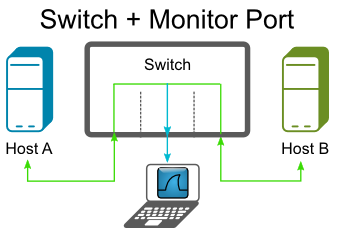 Switch + Monitor Port
Switch
Host A
Host B